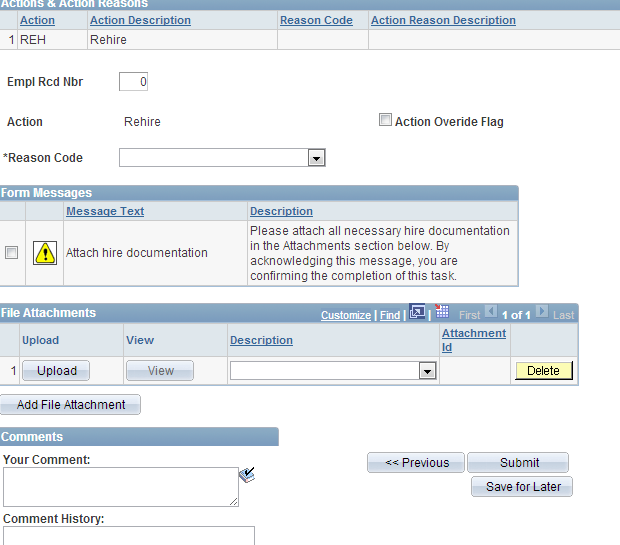 Actions & Action Reasons
Action Action Description Reason Code Action Reason Description
1 REH Rehire
Empl Rcd Nbr 0
Action Rehire Action Overide Flag
*Reason Code
Form Messages
Message Text Description
Attach hire documentation
Please attach all necessary hire documentation
in the Attachments section below. By
acknowledging this message, you are
confirming the completion of this task.
File Attachments Customize | Find | | First 1 of 1 Last
Upload View Description Attachment
Id
1 Upload View Delete
Add File Attachment
Comments
Your Comment:
<< Previous Submit
Save for Later
Comment History: